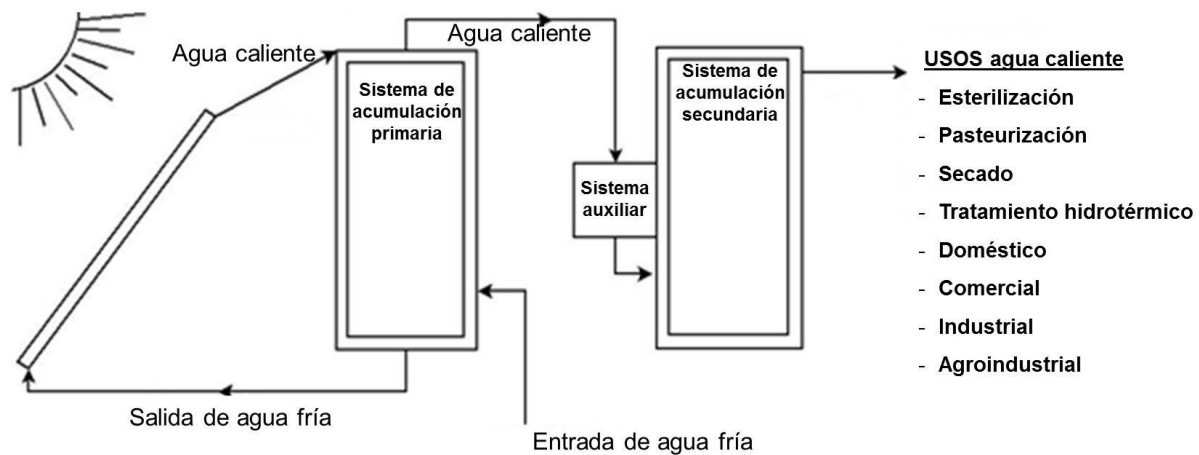 Agua caliente
Agua caliente
Sistema de
acumulación
primaria
Sistema
auxiliar
Sistema de
acumulación
secundaria
Salida de agua fría
Entrada de agua fría
USOS agua caliente
- Esterilización
- Pasteurización
- Secado
- Tratamiento hidrotérmico
- Doméstico
- Comercial
- Industrial
- Agroindustrial